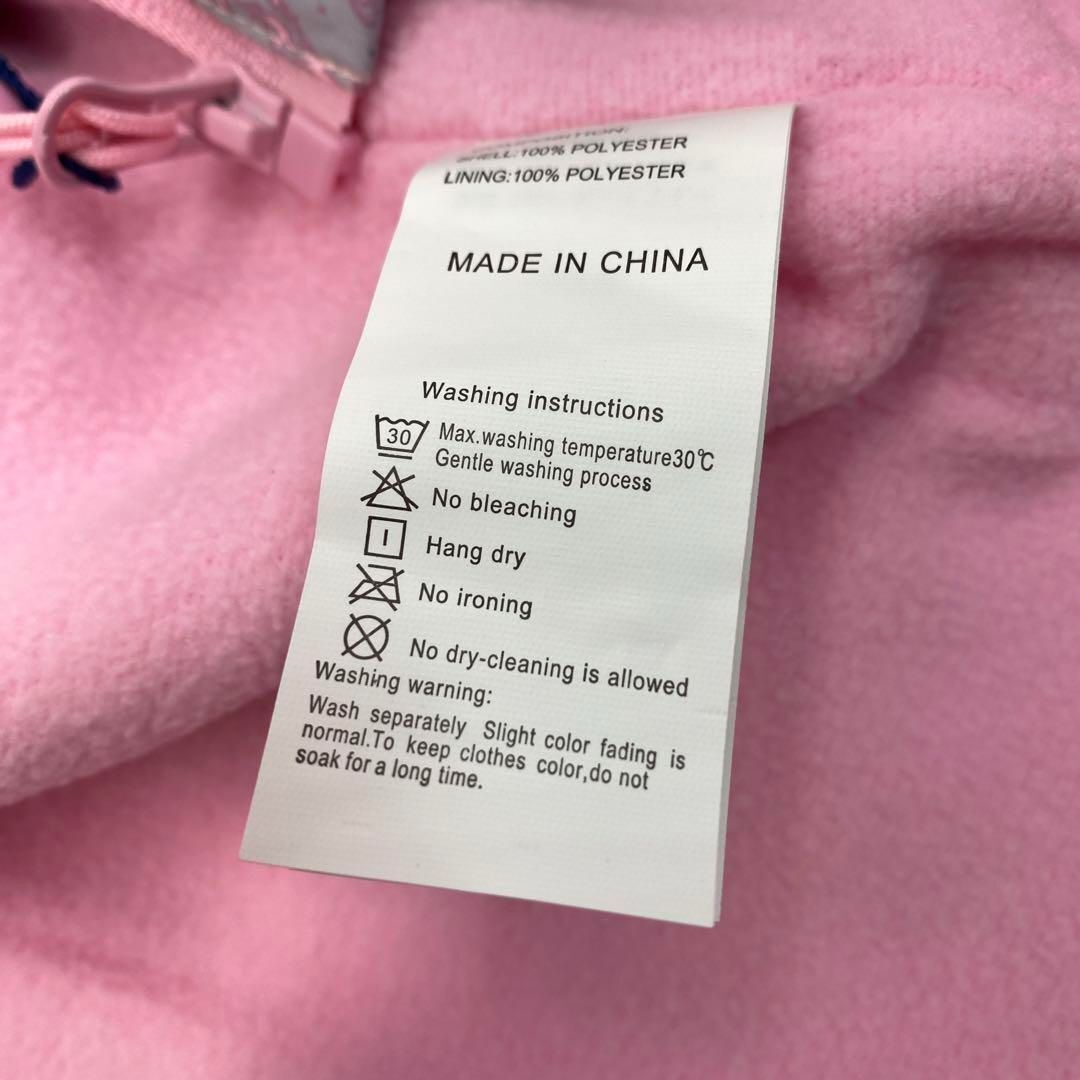 SHELL:100% POLYESTER
LINING:100% POLYESTER
MADE IN CHINA
Washing instructions
30 Max.washing temperature30℃
Gentle washing process
No bleaching
Hang dry
No ironing
No dry-cleaning is allowed
Washing warning:
Wash separately Slight color fading is
normal.To keep clothes color,do not
soak for a long time.